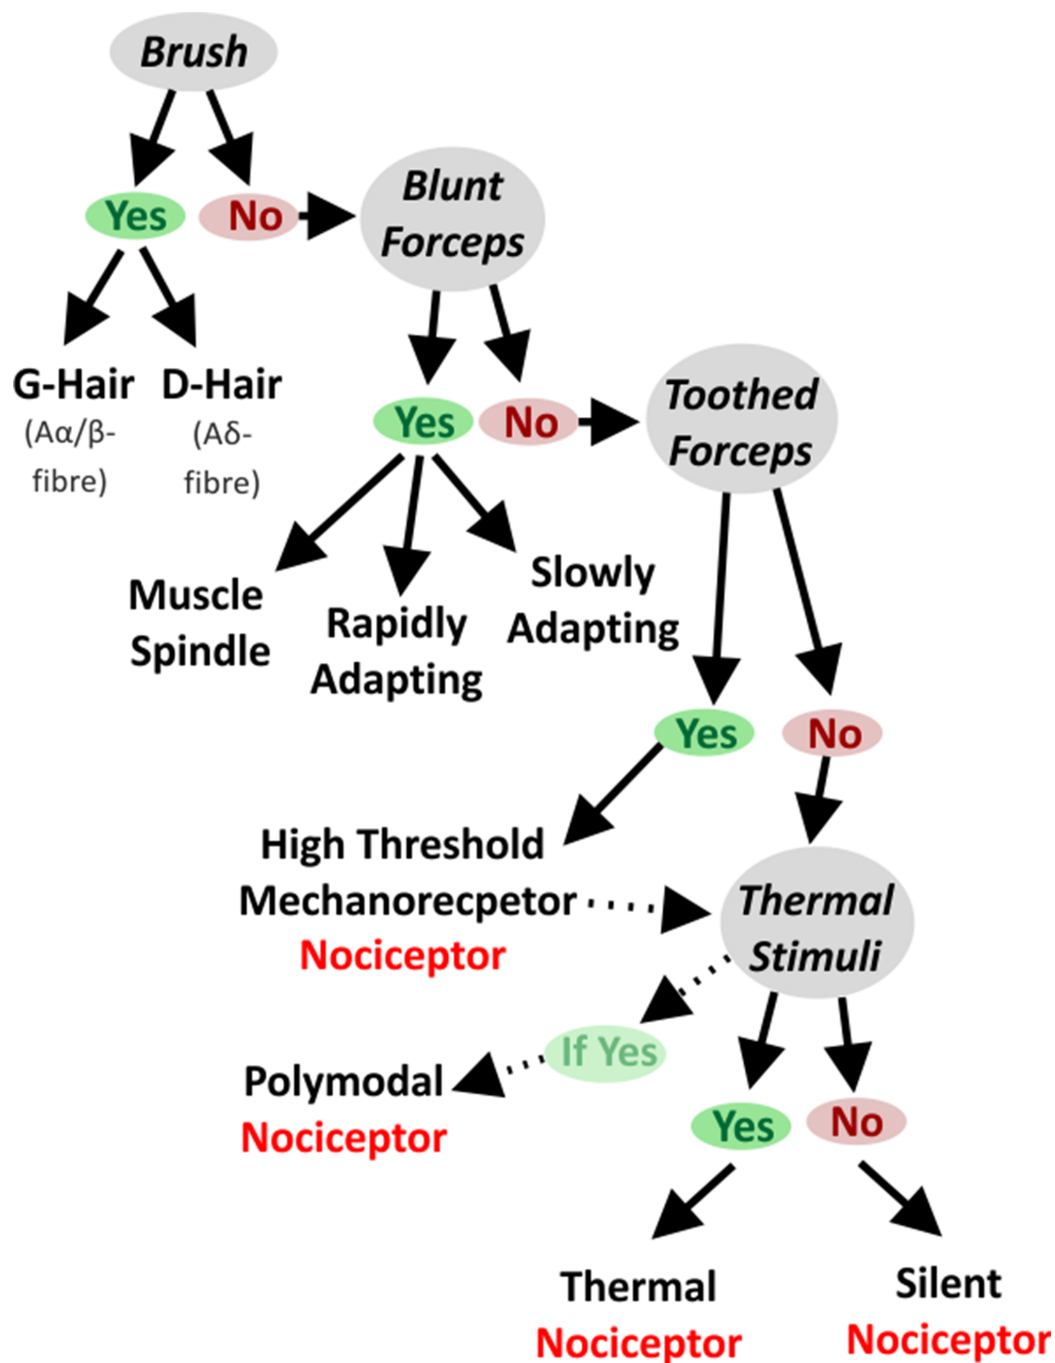 Brush
Yes
No
Blunt
Forceps
G-Hair
(Aα/β-
fibre)
D-Hair
(Aδ-
fibre)
Yes
No
Toothed
Forceps
Muscle
Spindle
Rapidly
Adapting
Slowly
Adapting
Yes
No
High Threshold
Mechanorecpetor
Nociceptor
Thermal
Stimuli
If Yes
Polymodal
Nociceptor
Yes
No
Thermal
Nociceptor
Silent
Nociceptor